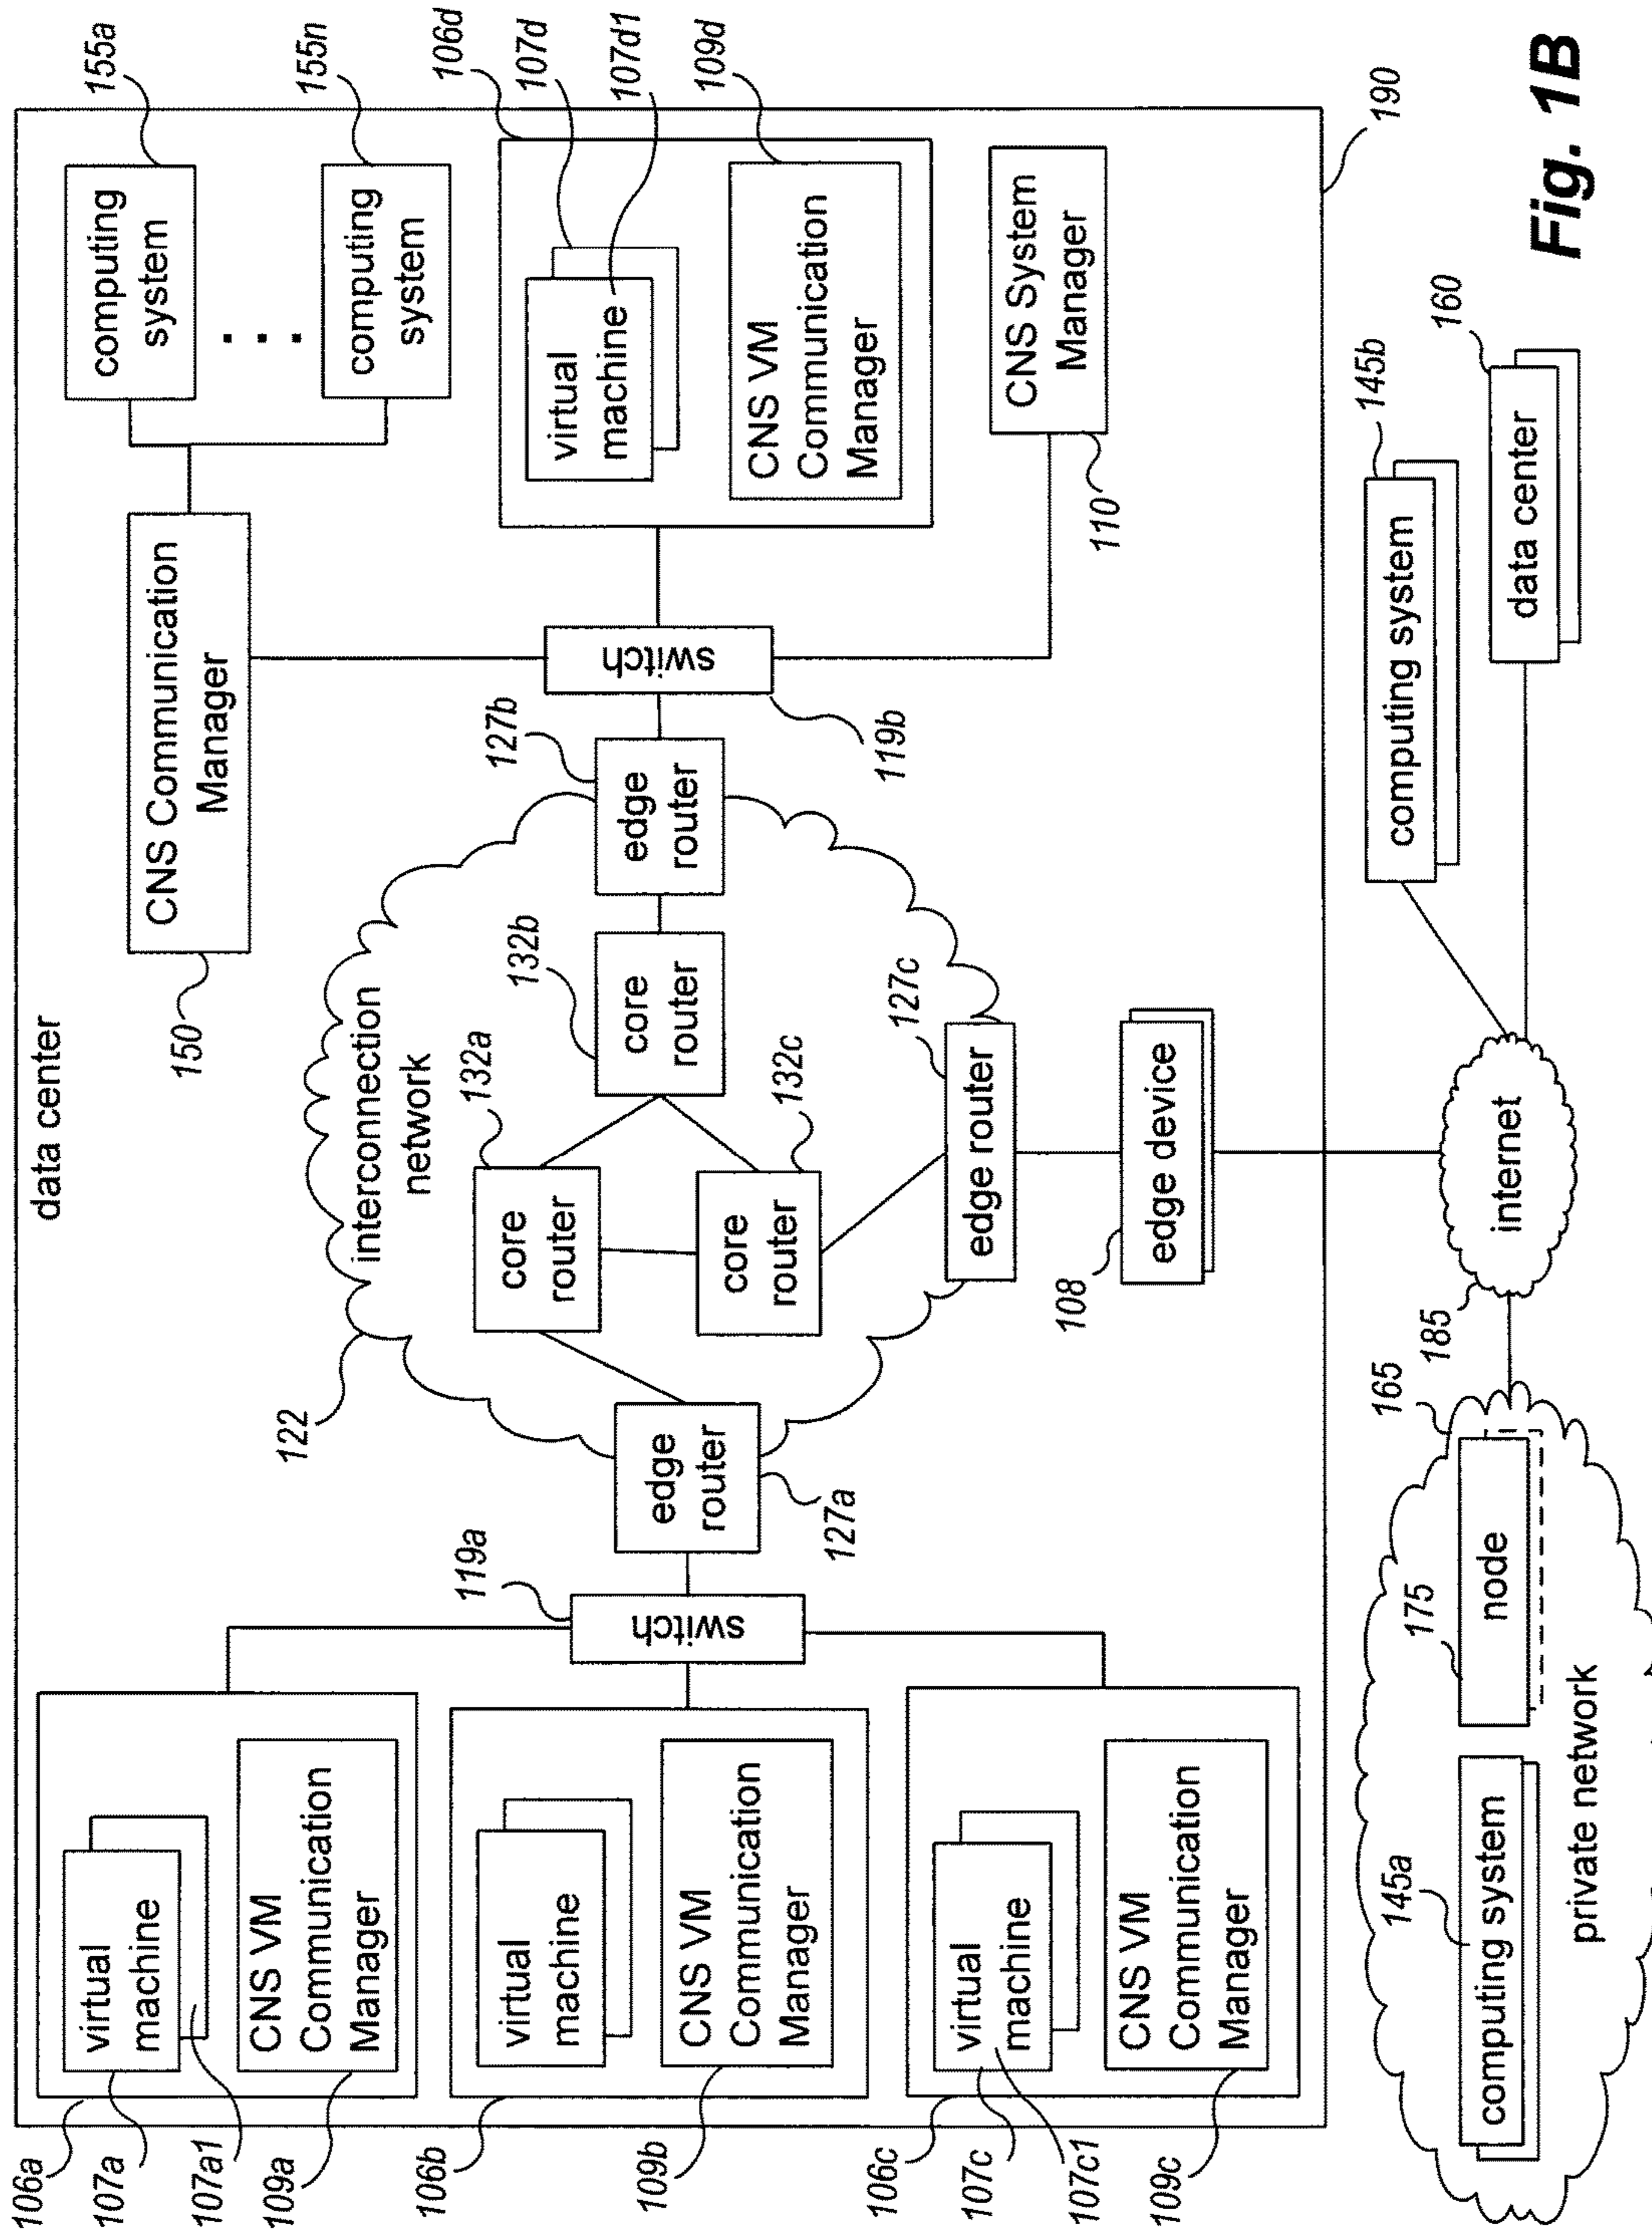 data center
106a
107a
107a1
109a
virtual
machine
CNS VM
Communication
Manager
106b
109b
virtual
machine
CNS VM
Communication
Manager
106c
107c
107c1
109c
virtual
machine
CNS VM
Communication
Manager
119a
switch
122
interconnection
network
edge
router
127a
132a
core
router
132b
core
router
132c
core
router
127b
edge
router
127c
edge router
108
edge device
119b
switch
150
CNS Communication
Manager
155a
computing
system
155n
computing
system
106d
107d
107d1
109d
virtual
machine
CNS VM
Communication
Manager
CNS System
Manager
110
190
185
internet
145b
computing system
160
data center
165
175
node
145a
computing system
private network
Fig. 1B